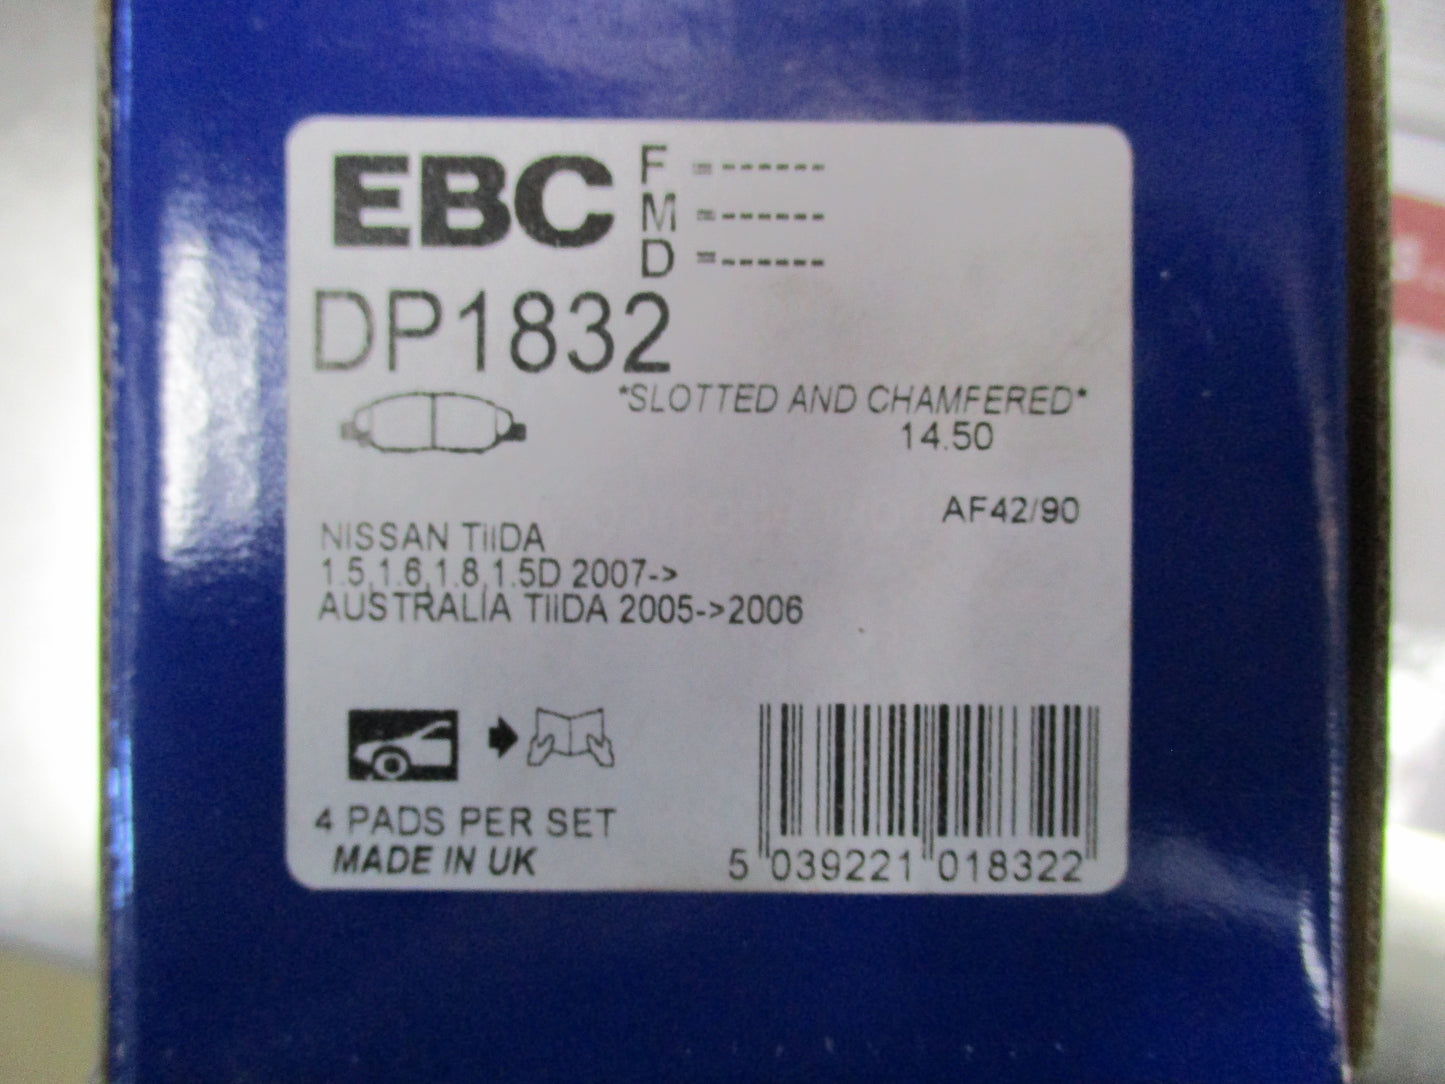 EBC
F =------
M =------
D =------
DP1832
*SLOTTED AND CHAMFERED*
14.50
AF42/90
NISSAN TIIDA
1.5,1.6,1.8,1.5D 2007->
AUSTRALIA TIIDA 2005->2006
4 PADS PER SET
MADE IN UK
5 039221 018322